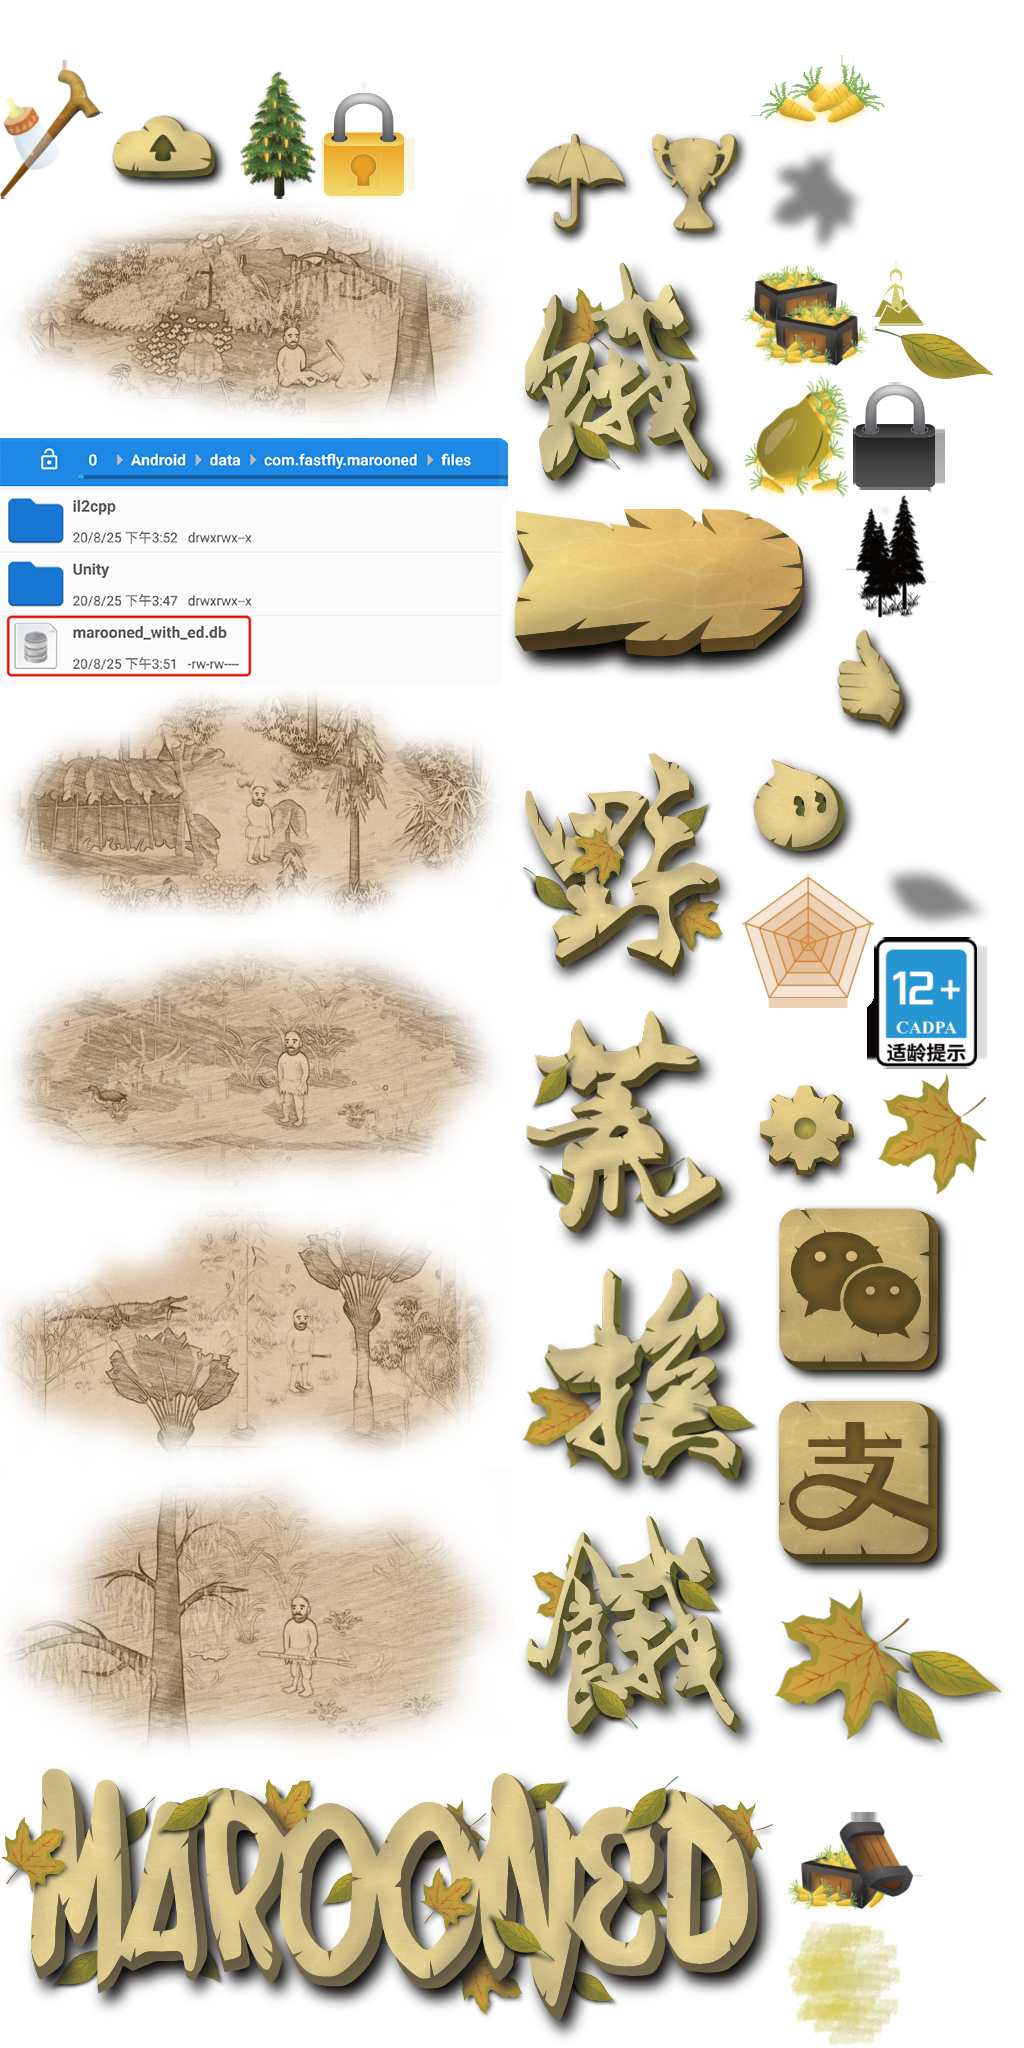 0 Android data com.fastfly.marooned files
il2cpp
20/8/25 下午3:52 drwxrwx--x
Unity
20/8/25 下午3:47 drwxrwx--x
marooned_with_ed.db
20/8/25 下午3:51 -rw-rw----
饿
野
12+
CADPA
适龄提示
荒
挨
支
餓
MAROONED